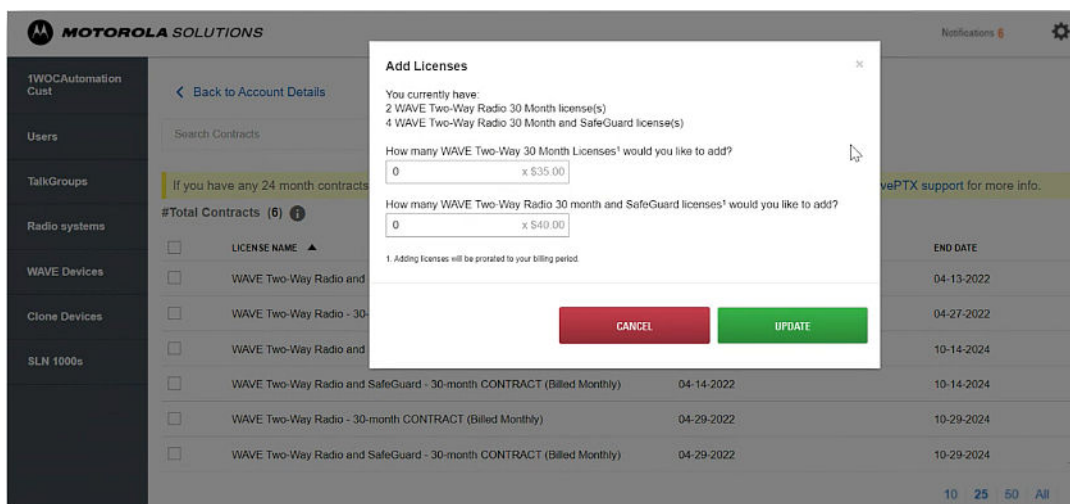 MOTOROLA SOLUTIONS
Notifications 6
1WOCAutomation
Cust
Users
TalkGroups
Radio systems
WAVE Devices
Clone Devices
SLN 1000s
Back to Account Details
Search Contracts
If you have any 24 month contracts
vePTX support for more info.
#Total Contracts (6)
LICENSE NAME
END DATE
WAVE Two-Way Radio and
04-13-2022
WAVE Two-Way Radio - 30-
04-27-2022
WAVE Two-Way Radio and
10-14-2024
WAVE Two-Way Radio and SafeGuard - 30-month CONTRACT (Billed Monthly) 04-14-2022 10-14-2024
WAVE Two-Way Radio - 30-month CONTRACT (Billed Monthly) 04-29-2022 10-29-2024
WAVE Two-Way Radio and SafeGuard - 30-month CONTRACT (Billed Monthly) 04-29-2022 10-29-2024
10 25 50 All
Add Licenses
×
You currently have:
2 WAVE Two-Way Radio 30 Month license(s)
4 WAVE Two-Way Radio 30 Month and SafeGuard license(s)
How many WAVE Two-Way 30 Month Licenses¹ would you like to add?
0 x $35.00
How many WAVE Two-Way Radio 30 month and SafeGuard licenses¹ would you like to add?
0 x $40.00
1. Adding licenses will be prorated to your billing period.
CANCEL
UPDATE